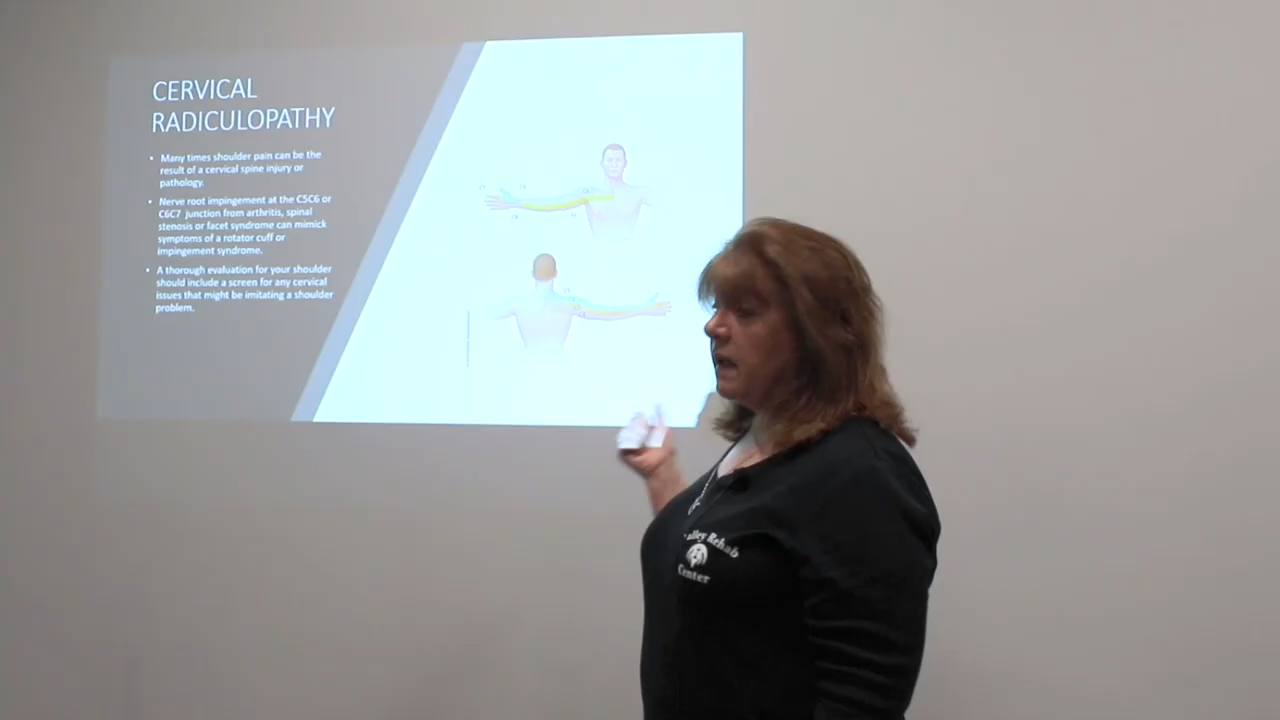 CERVICAL
RADICULOPATHY
• Many times shoulder pain can be the
result of a cervical spine injury or
pathology.
• Nerve root impingement at the C5C6 or
C6C7 junction from arthritis, spinal
stenosis or facet syndrome can mimick
symptoms of a rotator cuff or
impingement syndrome.
• A thorough evaluation for your shoulder
should include a screen for any cervical
issues that might be imitating a shoulder
problem.
alley Rehab
Center